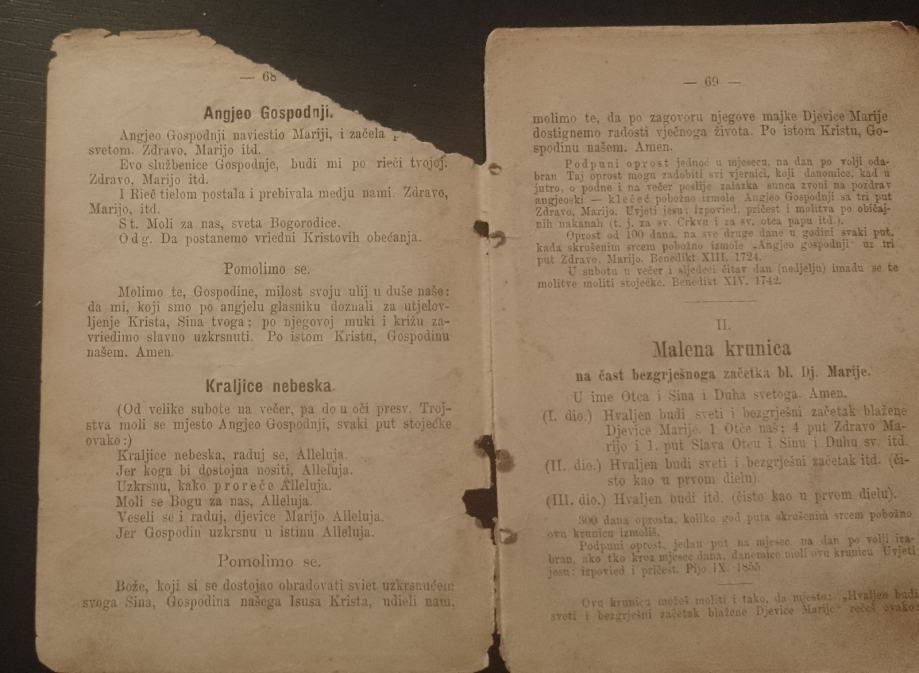 — 68
Angjeo Gospodnji.
Angjeo Gospodnji naviestio Mariji, i začela
svetom. Zdravo, Marijo itd.
Evo službenice Gospodnje, budi mi po rieči tvojoj.
Zdravo, Marijo itd.
I Rieč tielom postala i prebivala medju nami. Zdravo,
Marijo, itd.
St. Moli za nas, sveta Bogorodice.
Odg. Da postanemo vriedni Kristovih obećanja.
Pomolimo se.
Molimo te, Gospodine, milost svoju ulij u duše naše:
da mi, koji smo po angjelu glasniku doznali za utjelov-
ljenje Krista, Sina tvoga; po njegovoj muki i križu za-
vriedimo slavno uzkrsnuti. Po istom Kristu, Gospodinu
našem. Amen.
Kraljice nebeska.
(Od velike subote na večer, pa do u oči presv. Troj-
stva moli se mjesto Angjeo Gospodnji, svaki put stojećke
ovako:)
Kraljice nebeska, raduj se, Alleluja.
Jer koga bi dostojna nositi, Alleluja.
Uzkrsnu, kako proreče Alleluja.
Moli se Bogu za nas, Alleluja.
Veseli se i raduj, djevice Marijo Alleluja.
Jer Gospodin uzkrsnu u istinu Alleluja.
Pomolimo se.
Bože, koji si se dostojao obradovati sviet uzkrsnućem
svoga Sina, Gospodina našega Isusa Krista, udieli nam,
— 69 —
molimo te, da po zagovoru njegove majke Djevice Marije
dostignemo radosti vječnoga života. Po istom Kristu, Go-
spodinu našem. Amen.
Podpuni oprost jednoć u mjesecu, na dan po volji oda-
bran Taj oprost mogu zadobiti svi vjernici, koji danomice, kad u
jutro, o podne i na večer poslije zalazka sunca zvoni na pozdrav
angjeoski — klečeć pobožno izmole Angjeo Gospodnji sa tri put
Zdravo, Marijo. Uvjeti jesu: Izpovied, pričest i molitva po običaj-
nih nakanah (t. j. za sv. Crkvu i za sv. otca papu itd.).
Oprost od 100 dana, na sve druge dane u godini svaki put,
kada skrušenim srcem pobožno izmole „Angjeo gospodnji" uz tri
put Zdravo, Marijo. Benedikt XIII. 1724.
U subotu u večer i sljedeći čitav dan (nedjelju) imadu se te
molitve moliti stojećke. Benedikt XIV. 1742.
II.
Malena krunica
na čast bezgrješnoga začetka bl. Dj. Marije.
U ime Otca i Sina i Duha svetoga. Amen.
(I. dio.) Hvaljen budi sveti i bezgrješni začetak blažene
Djevice Marije. 1 Otče naš; 4 put Zdravo Ma-
rijo i 1. put Slava Otcu i Sinu i Duhu sv. itd.
(II. dio.) Hvaljen budi sveti i bezgrješni začetak itd. (či-
sto kao u prvom dielu)
(III. dio.) Hvaljen budi itd. (čisto kao u prvom dielu).
300 dana oprosta, koliko god puta skrušenim srcem pobožno
ovu krunicu izmoliš.
Podpuni oprost, jedan put na mjesec, na dan po volji iza-
bran, ako tko kroz mjesec dana, danomice moli ovu krunicu Uvjeti
jesu: izpovied i pričest. Pijo IX. 1855.
Ovu krunicu možeš moliti i tako, da mjesto: „Hvaljen budi
sveti i bezgrješni začetak blažene Djevice Marije" rečeš ovako: